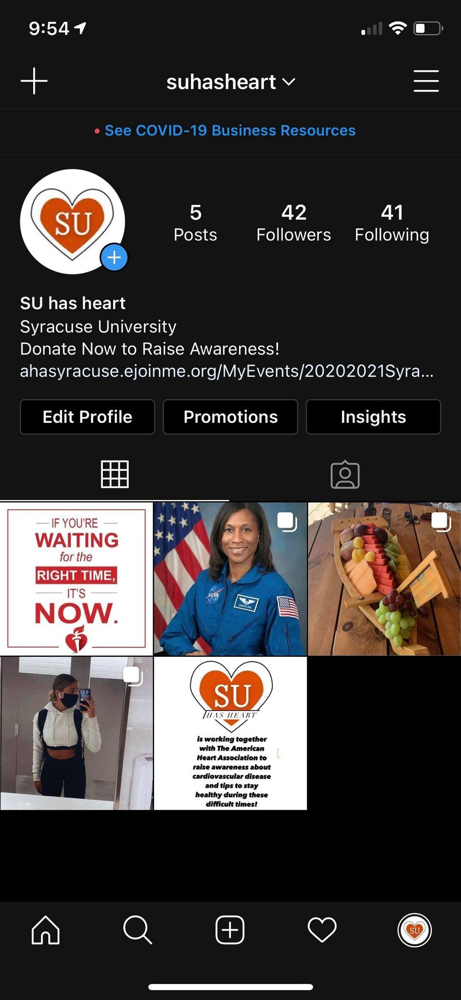 9:54
suhasheart
See COVID-19 Business Resources
SU
5
Posts
42
Followers
41
Following
SU has heart
Syracuse University
Donate Now to Raise Awareness!
ahasyracuse.ejoinme.org/MyEvents/20202021Syra...
Edit Profile
Promotions
Insights
IF YOU'RE
WAITING
for the
RIGHT TIME,
IT'S
NOW.
NASA
JEANETTE EPPS
SU
HAS HEART
is working together
with The American
Heart Association to
raise awareness about
cardiovascular disease
and tips to stay
healthy during these
difficult times!
SU